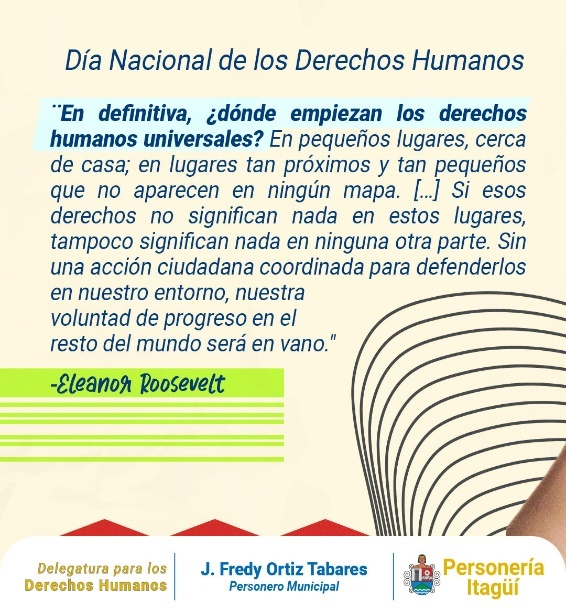 Día Nacional de los Derechos Humanos
¨En definitiva, ¿dónde empiezan los derechos
humanos universales? En pequeños lugares, cerca
de casa; en lugares tan próximos y tan pequeños
que no aparecen en ningún mapa. [...] Si esos
derechos no significan nada en estos lugares,
tampoco significan nada en ninguna otra parte. Sin
una acción ciudadana coordinada para defenderlos
en nuestro entorno, nuestra
voluntad de progreso en el
resto del mundo será en vano."
-Eleanor Roosevelt
Delegatura para los
Derechos Humanos
J. Fredy Ortiz Tabares
Personero Municipal
Personería
Itagüí